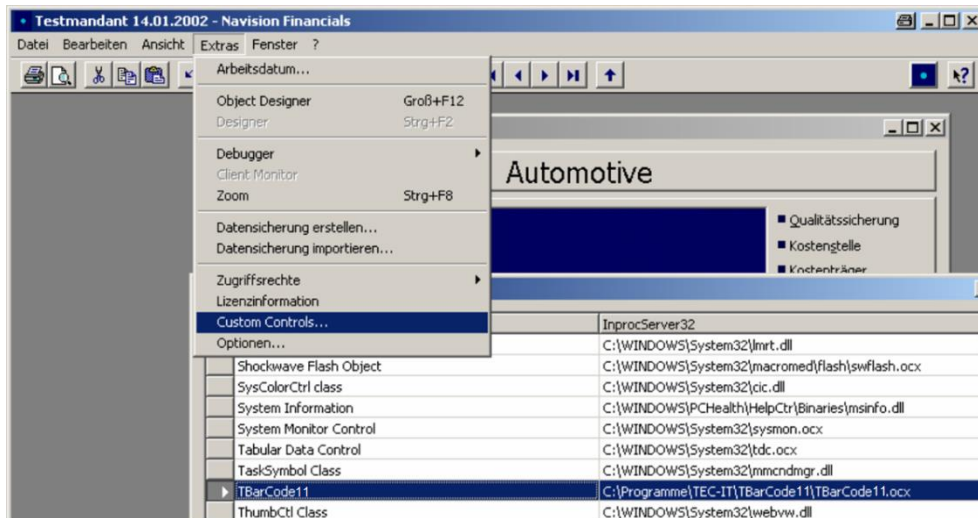 Testmandant 14.01.2002 - Navision Financials
Datei Bearbeiten Ansicht Extras Fenster ?
Arbeitsdatum...
Object Designer Groß+F12
Designer Strg+F2
Debugger
Client Monitor
Zoom Strg+F8
Datensicherung erstellen...
Datensicherung importieren...
Zugriffsrechte
Lizenzinformation
Custom Controls...
Optionen...
Automotive
Qualitätssicherung
Kostenstelle
Kostenträger
InprocServer32
C:\WINDOWS\System32\lmrt.dll
Shockwave Flash Object C:\WINDOWS\System32\macromed\flash\swflash.ocx
SysColorCtrl class C:\WINDOWS\System32\cic.dll
System Information C:\WINDOWS\PCHealth\HelpCtr\Binaries\msinfo.dll
System Monitor Control C:\WINDOWS\System32\sysmon.ocx
Tabular Data Control C:\WINDOWS\System32\tdc.ocx
TaskSymbol Class C:\WINDOWS\System32\mmcndmgr.dll
TBarCode11 C:\Programme\TEC-IT\TBarCode11\TBarCode11.ocx
ThumbCtl Class C:\WINDOWS\System32\webvw.dll